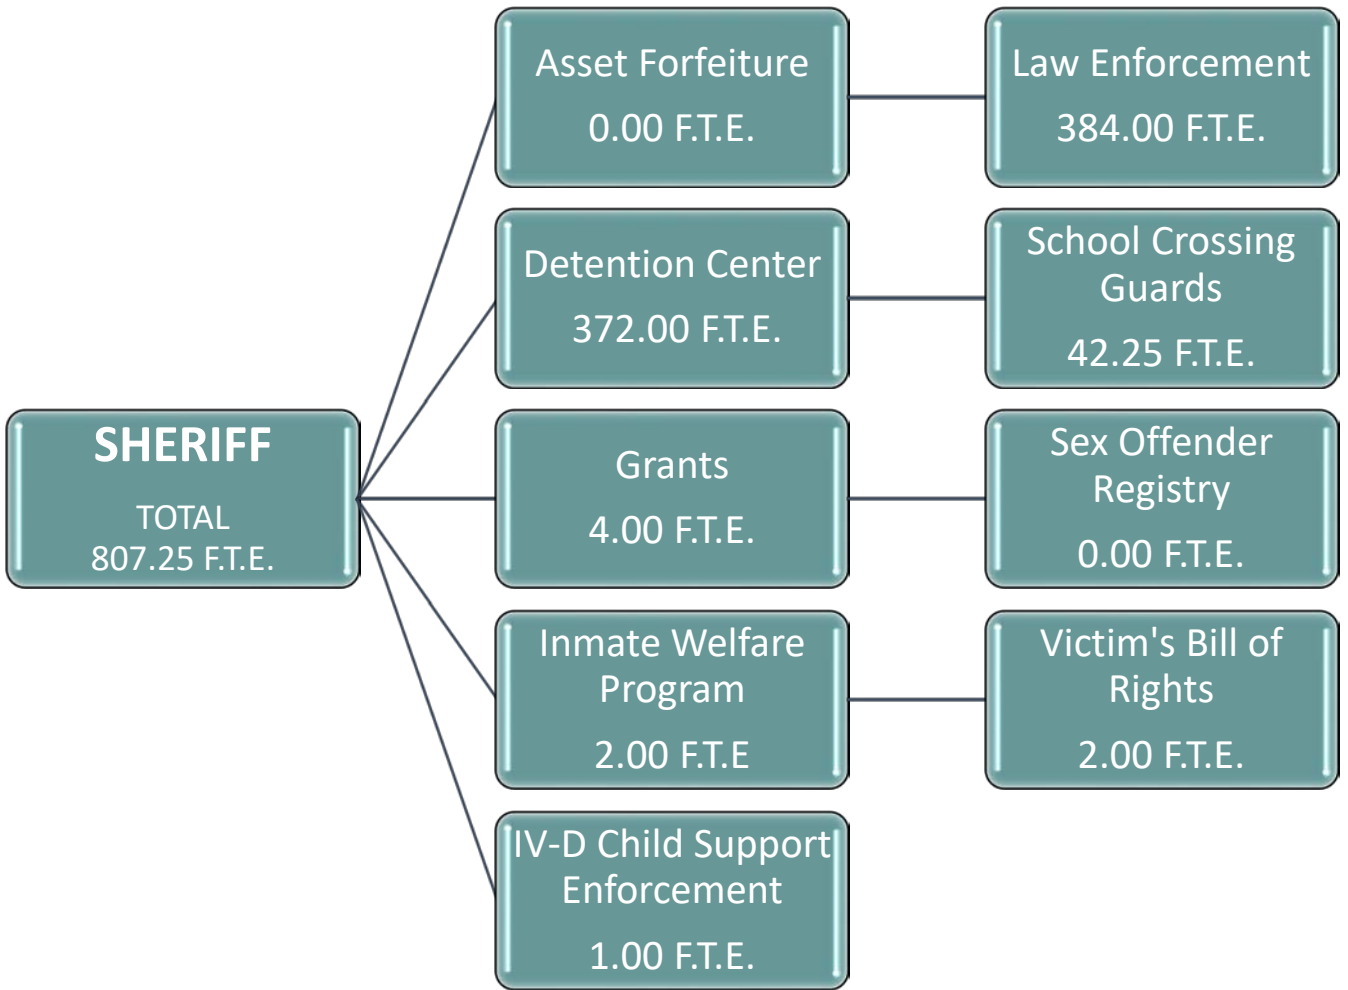 SHERIFF
TOTAL
807.25 F.T.E.
Asset Forfeiture
0.00 F.T.E.
Law Enforcement
384.00 F.T.E.
Detention Center
372.00 F.T.E.
School Crossing
Guards
42.25 F.T.E.
Grants
4.00 F.T.E.
Sex Offender
Registry
0.00 F.T.E.
Inmate Welfare
Program
2.00 F.T.E
Victim's Bill of
Rights
2.00 F.T.E.
IV-D Child Support
Enforcement
1.00 F.T.E.